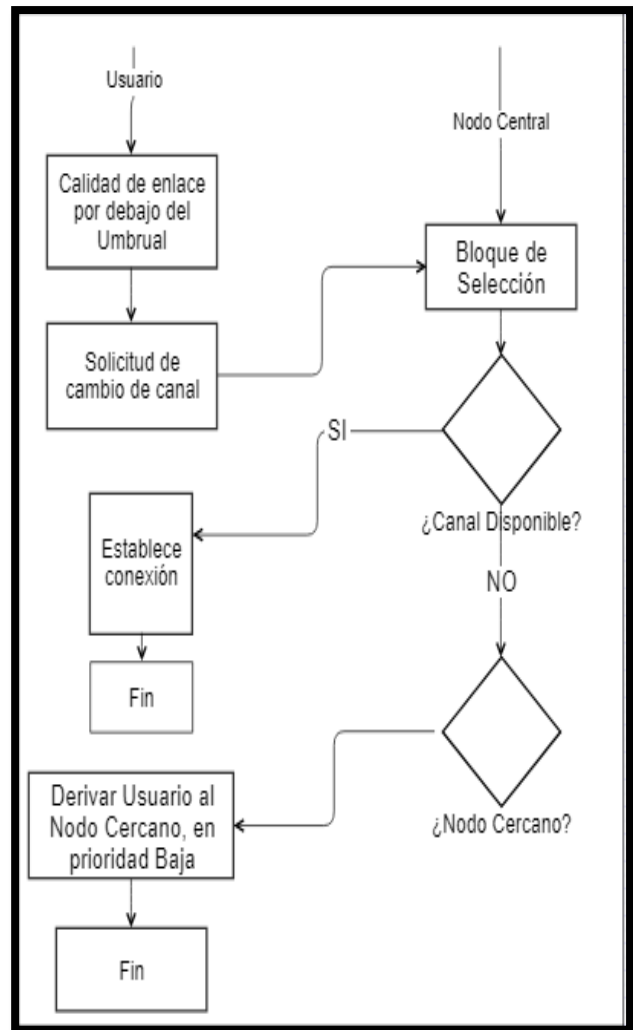 Usuario
Nodo Central
Calidad de enlace
por debajo del
Umbrual
Bloque de
Selección
Solicitud de
cambio de canal
SI
¿Canal Disponible?
Establece
conexión
NO
Fin
¿Nodo Cercano?
Derivar Usuario al
Nodo Cercano, en
prioridad Baja
Fin